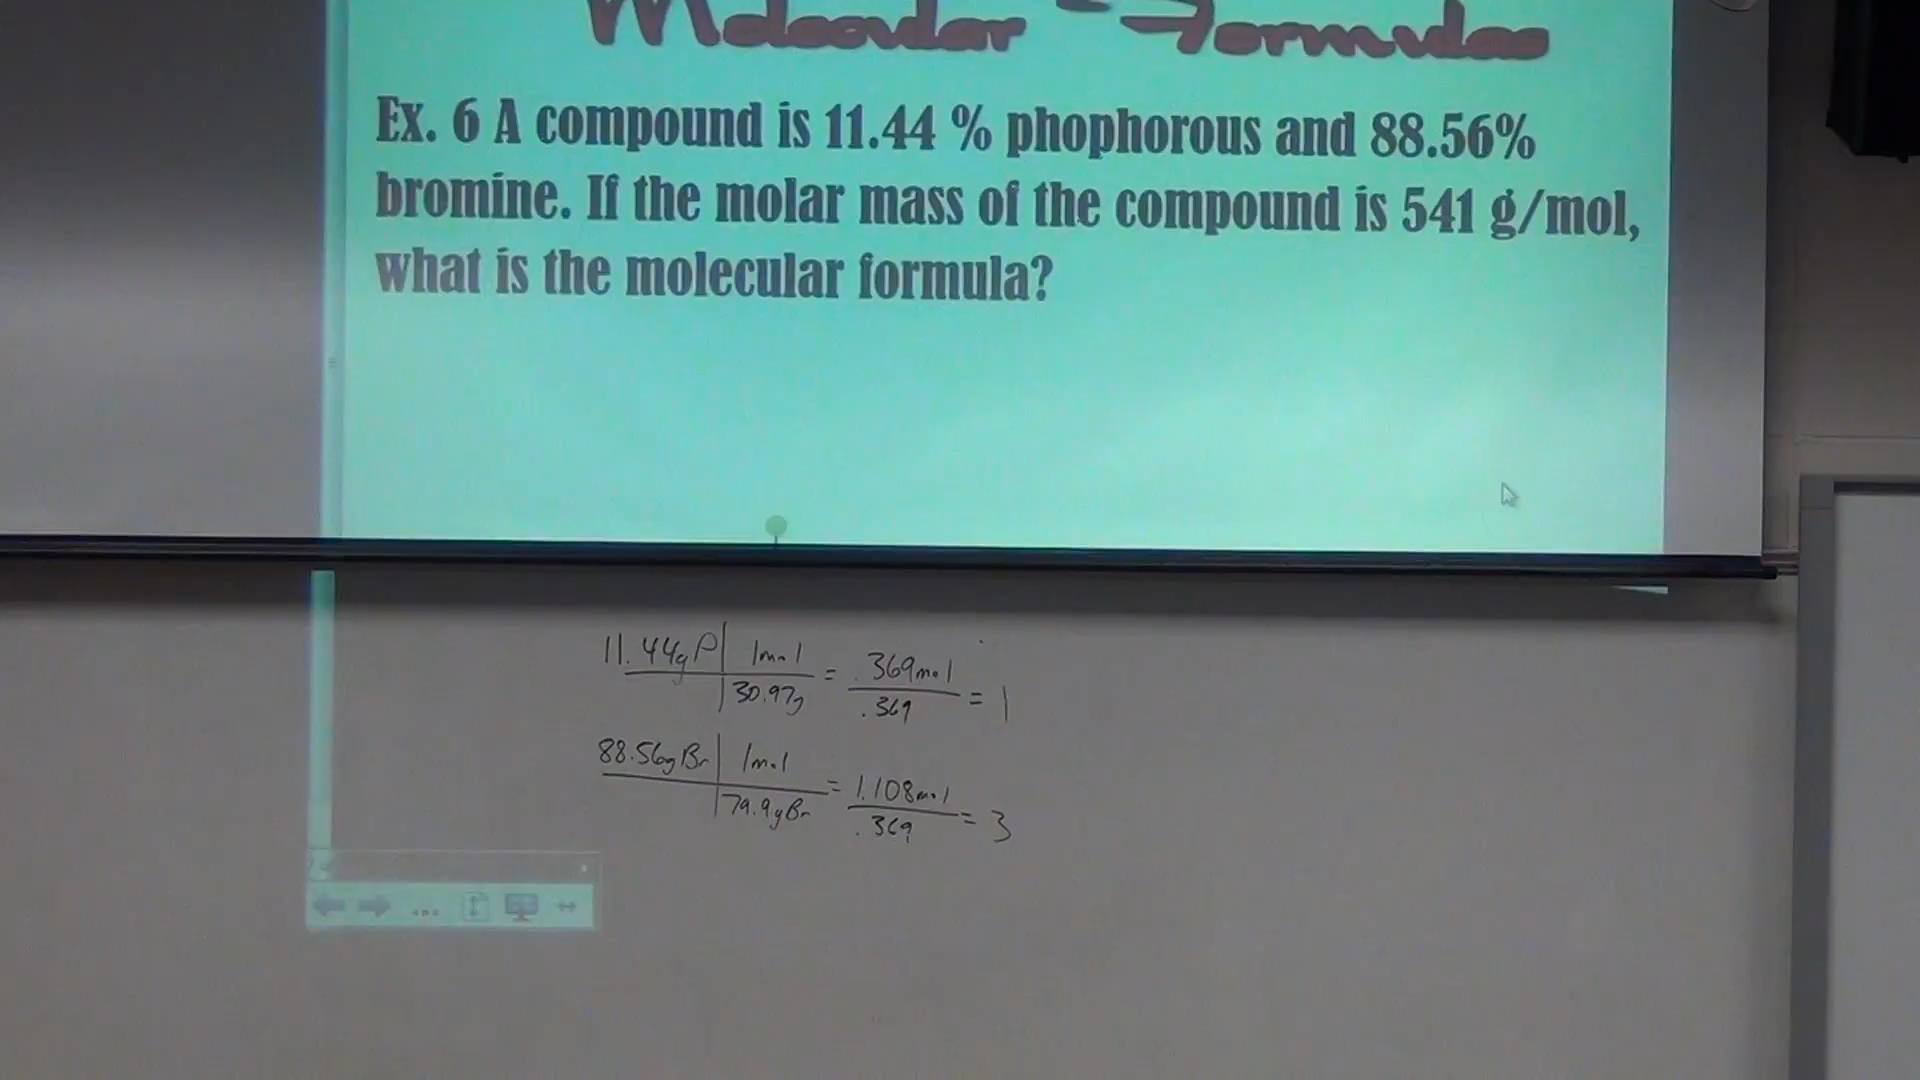 Molecular Formulas
Ex. 6 A compound is 11.44 % phophorous and 88.56%
bromine. If the molar mass of the compound is 541 g/mol,
what is the molecular formula?
11.44g P | 1mol / 30.97g = .369mol / .369 = 1
88.56g Br | 1mol / 79.9g Br = 1.108mol / .369 = 3